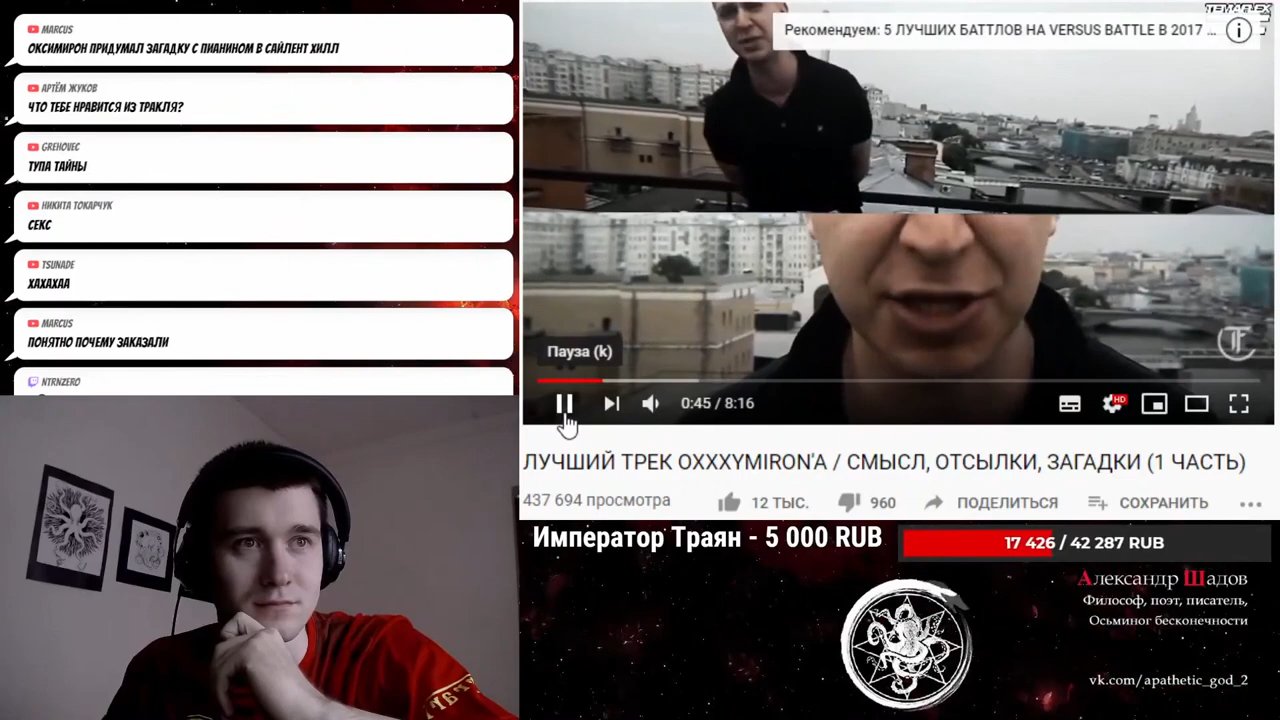 MARCUS
ОКСИМИРОН ПРИДУМАЛ ЗАГАДКУ С ПИАНИНОМ В САЙЛЕНТ ХИЛЛ
АРТЁМ ЖУКОВ
ЧТО ТЕБЕ НРАВИТСЯ ИЗ ТРАКЛЯ?
GREHOVEC
ТУПА ТАЙНЫ
НИКИТА ТОКАРЧУК
СЕКС
TSUNADE
ХАХАХАА
MARCUS
ПОНЯТНО ПОЧЕМУ ЗАКАЗАЛИ
NTRNZERO
TEMAFLEX
Рекомендуем: 5 ЛУЧШИХ БАТТЛОВ НА VERSUS BATTLE В 2017 ...
Пауза (k)
0:45 / 8:16
HD
ЛУЧШИЙ ТРЕК OXXXYMIRON'A / СМЫСЛ, ОТСЫЛКИ, ЗАГАДКИ (1 ЧАСТЬ)
437 694 просмотра
12 ТЫС.
960
ПОДЕЛИТЬСЯ
СОХРАНИТЬ
Император Траян - 5 000 RUB
17 426 / 42 287 RUB
Александр Шадов
Философ, поэт, писатель,
Осьминог бесконечности
vk.com/apathetic_god_2